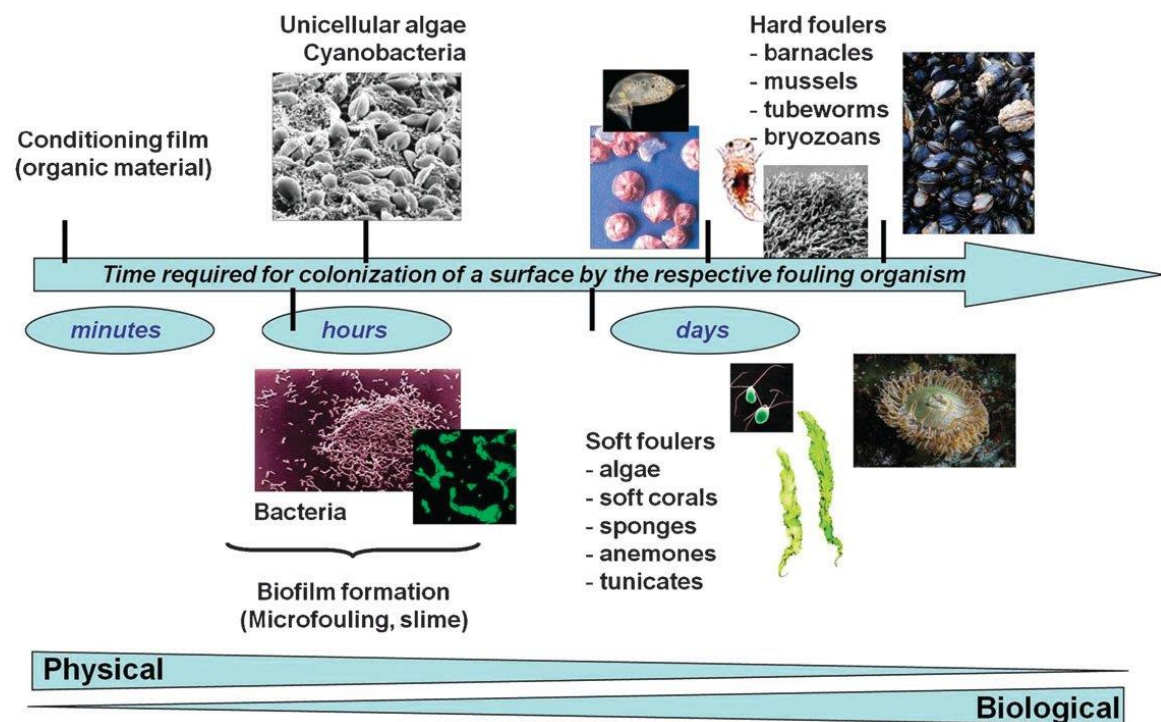 Unicellular algae
Cyanobacteria
Hard foulers
- barnacles
- mussels
- tubeworms
- bryozoans
Conditioning film
(organic material)
Time required for colonization of a surface by the respective fouling organism
minutes
hours
days
Bacteria
Biofilm formation
(Microfouling, slime)
Soft foulers
- algae
- soft corals
- sponges
- anemones
- tunicates
Physical
Biological